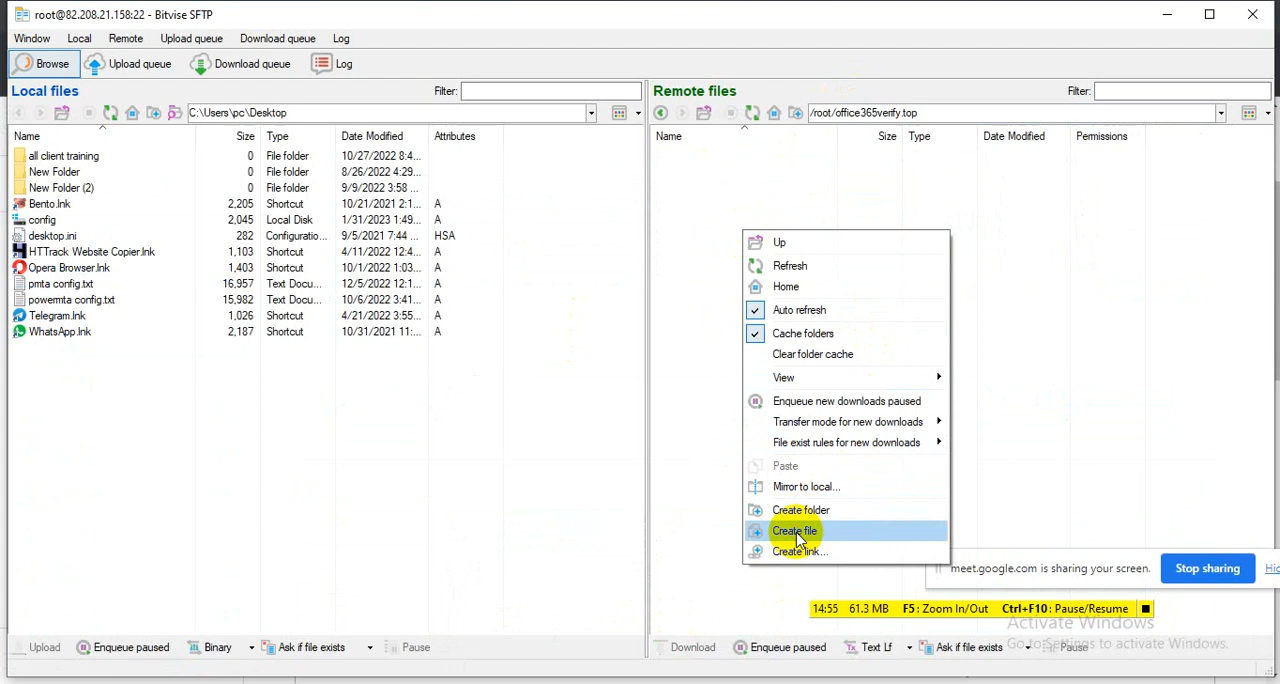 root@82.208.21.158:22 - Bitvise SFTP
Window Local Remote Upload queue Download queue Log
Browse Upload queue Download queue Log
Local files Filter:
C:\Users\pc\Desktop
Name Size Type Date Modified Attributes
all client training 0 File folder 10/27/2022 8:4...
New Folder 0 File folder 8/26/2022 4:29...
New Folder (2) 0 File folder 9/9/2022 3:58 ...
Bento.lnk 2,205 Shortcut 10/21/2021 2:1... A
config 2,045 Local Disk 1/31/2023 1:49... A
desktop.ini 282 Configuratio... 9/5/2021 7:44 ... HSA
HTTrack Website Copier.lnk 1,103 Shortcut 4/11/2022 12:4... A
Opera Browser.lnk 1,403 Shortcut 10/1/2022 1:03... A
pmta config.txt 16,957 Text Docu... 12/5/2022 12:1... A
powemta config.txt 15,982 Text Docu... 10/6/2022 3:41... A
Telegram.lnk 1,026 Shortcut 4/21/2022 3:55... A
WhatsApp.lnk 2,187 Shortcut 10/31/2021 11:... A
Upload Enqueue paused Binary Ask if file exists Pause
Remote files Filter:
/root/office365verify.top
Name Size Type Date Modified Permissions
Up
Refresh
Home
Auto refresh
Cache folders
Clear folder cache
View
Enqueue new downloads paused
Transfer mode for new downloads
File exist rules for new downloads
Paste
Mirror to local...
Create folder
Create file
Create link...
meet.google.com is sharing your screen. Stop sharing Hic
14:55 61.3 MB F5: Zoom In/Out Ctrl+F10: Pause/Resume
Activate Windows
Go to Settings to activate Windows.
Download Enqueue paused Text Lf Ask if file exists Pause